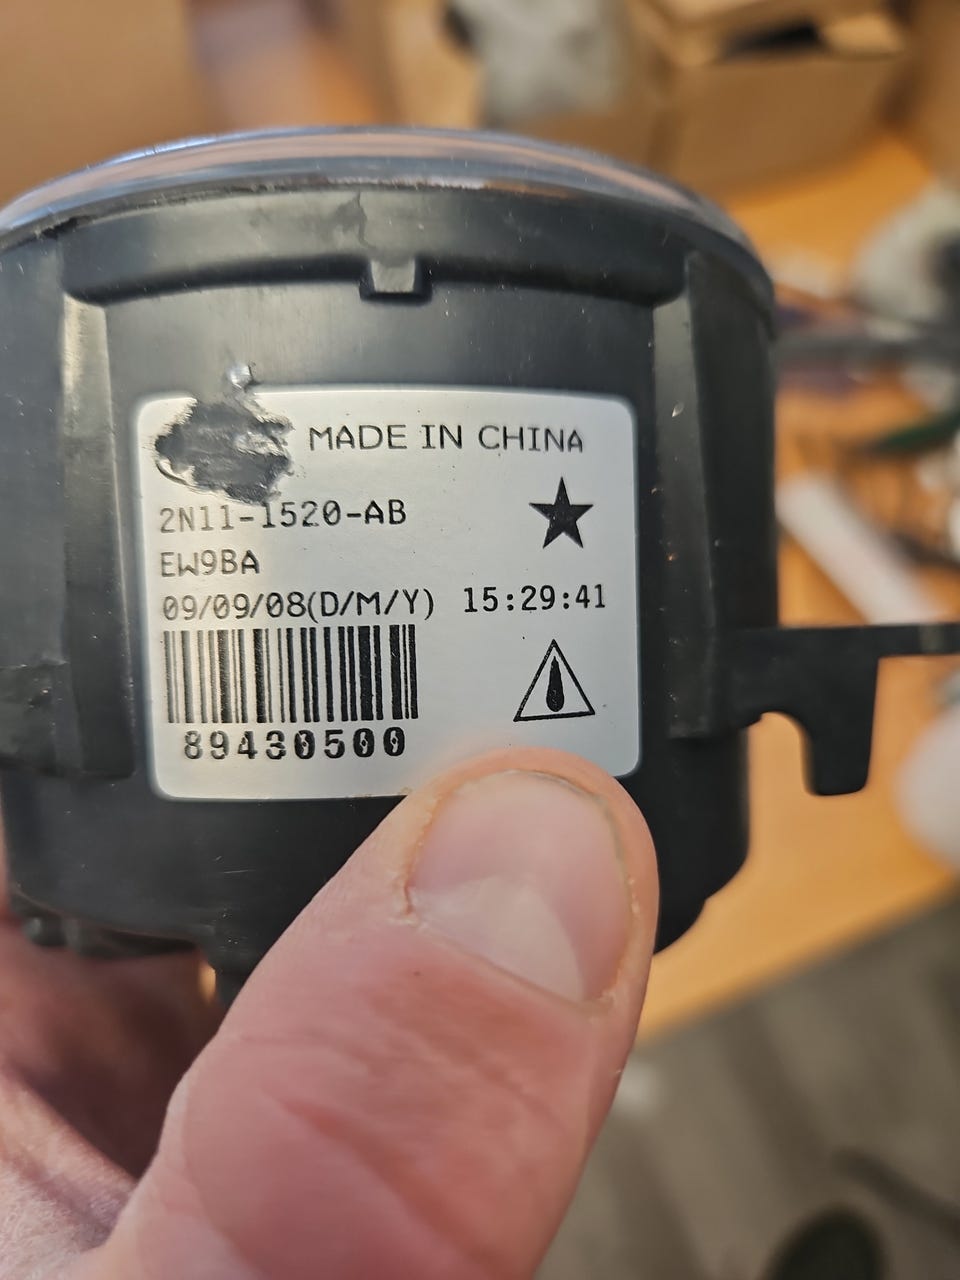 MADE IN CHINA
2N11-1520-AB
EW9BA
09/09/08(D/M/Y) 15:29:41
89430500